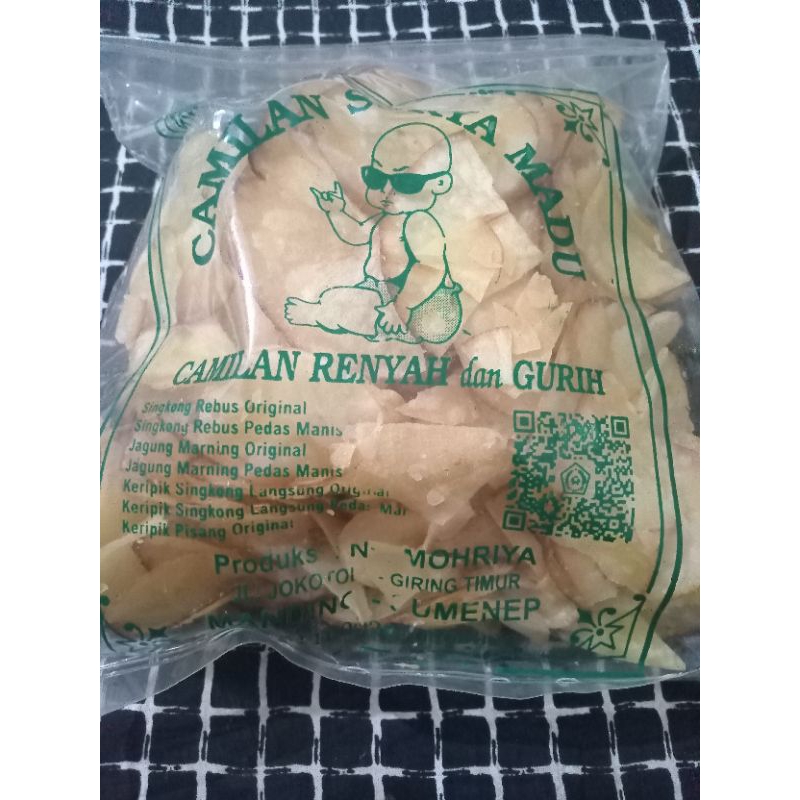 CAMILAN MADU
CAMILAN RENYAH dan GURIH
Singkong Rebus Original
Singkong Rebus Pedas Manis
Jagung Marning Original
Jagung Marning Pedas Manis
Keripik Singkong Langsung Original
Keripik Singkong Langsung Pedas
Keripik Pisang Original
MOHRIYA
GIRING TIMUR